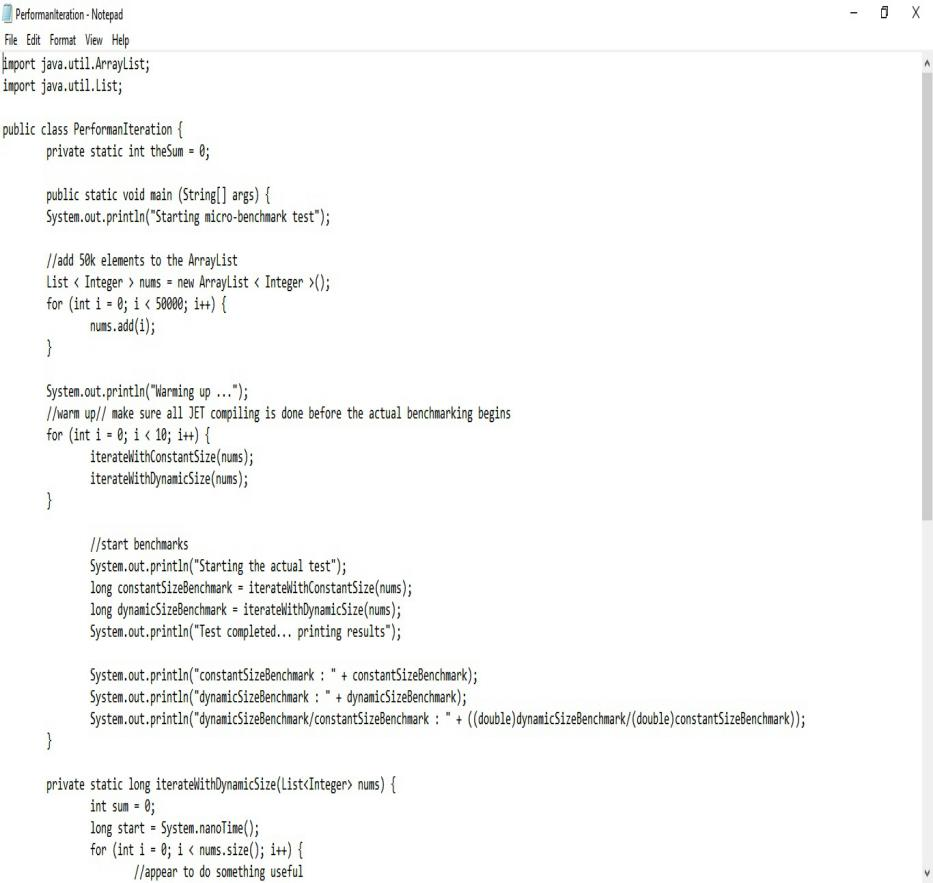 PerformanIteration - Notepad
File Edit Format View Help
import java.util.ArrayList;
import java.util.List;
public class PerformanIteration {
private static int theSum = 0;
public static void main (String[] args) {
System.out.println("Starting micro-benchmark test");
//add 50k elements to the ArrayList
List < Integer > nums = new ArrayList < Integer >();
for (int i = 0; i < 50000; i++) {
nums.add(i);
}
System.out.println("Warming up ...");
//warm up// make sure all JET compiling is done before the actual benchmarking begins
for (int i = 0; i < 10; i++) {
iterateWithConstantSize(nums);
iterateWithDynamicSize(nums);
}
//start benchmarks
System.out.println("Starting the actual test");
long constantSizeBenchmark = iterateWithConstantSize(nums);
long dynamicSizeBenchmark = iterateWithDynamicSize(nums);
System.out.println("Test completed... printing results");
System.out.println("constantSizeBenchmark : " + constantSizeBenchmark);
System.out.println("dynamicSizeBenchmark : " + dynamicSizeBenchmark);
System.out.println("dynamicSizeBenchmark/constantSizeBenchmark : " + ((double)dynamicSizeBenchmark/(double)constantSizeBenchmark));
}
private static long iterateWithDynamicSize(List<Integer> nums) {
int sum = 0;
long start = System.nanoTime();
for (int i = 0; i < nums.size(); i++) {
//appear to do something useful